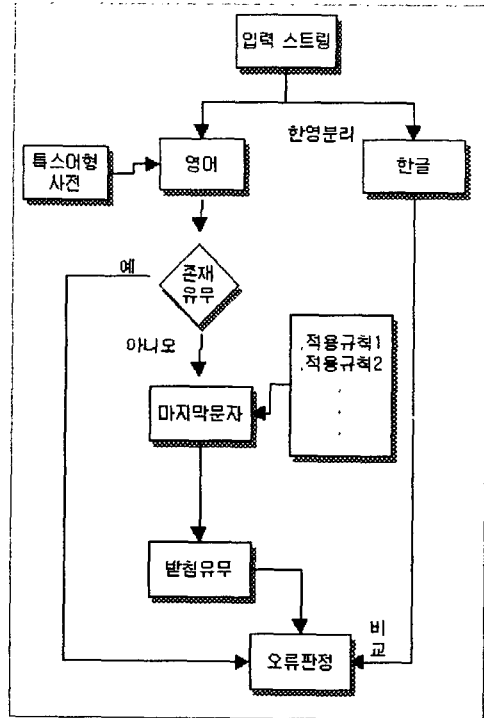 입력 스트링
한영분리
특스어형
사전
영어
한글
예
존재
유무
아니오
.적용규칙1
.적용규칙2
.
.
.
마지막문자
받침유무
비
교
오류판정